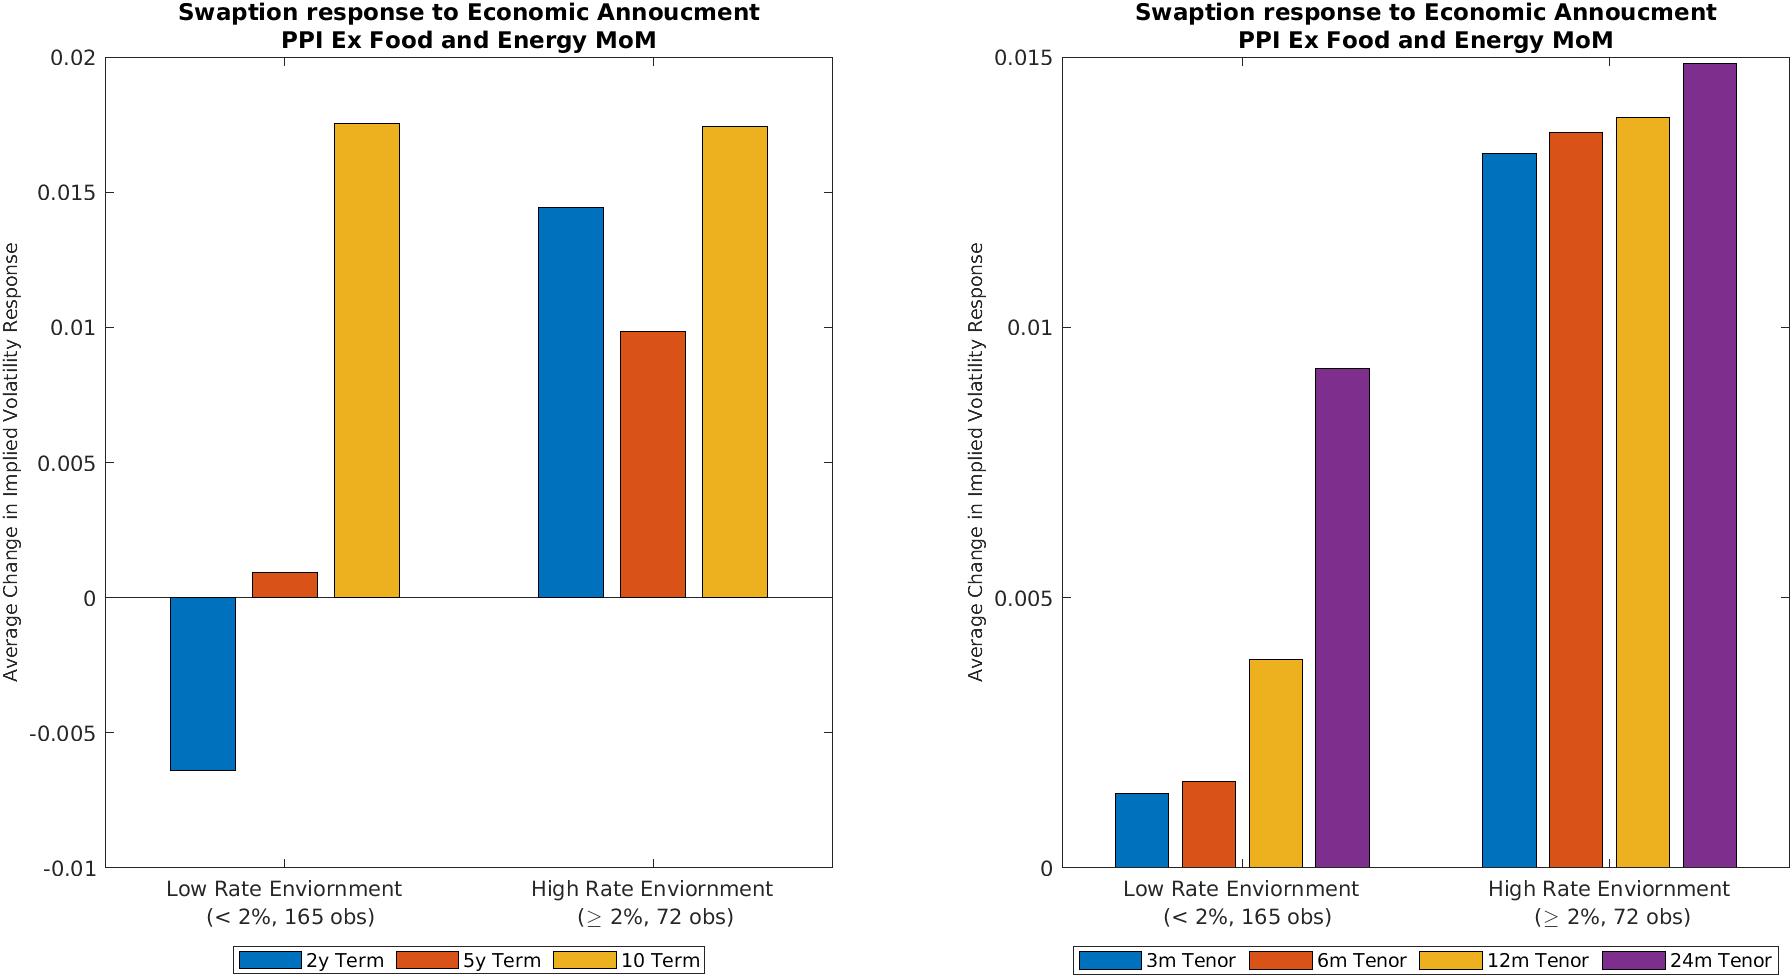 Swaption response to Economic Annoucment
PPI Ex Food and Energy MoM
0.02
0.015
0.01
0.005
0
-0.005
-0.01
Average Change in Implied Volatility Response
Low Rate Enviornment
(< 2%, 165 obs)
High Rate Enviornment
(≥ 2%, 72 obs)
2y Term
5y Term
10 Term
Swaption response to Economic Annoucment
PPI Ex Food and Energy MoM
0.015
0.01
0.005
0
Average Change in Implied Volatility Response
Low Rate Enviornment
(< 2%, 165 obs)
High Rate Enviornment
(≥ 2%, 72 obs)
3m Tenor
6m Tenor
12m Tenor
24m Tenor